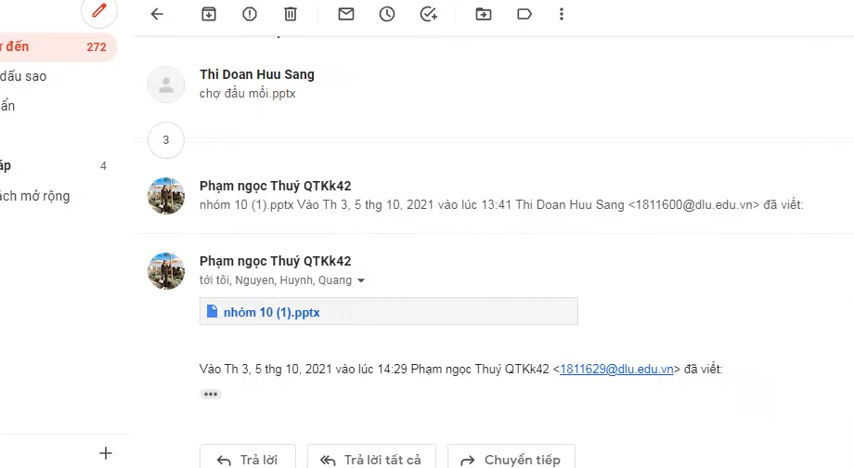 ư đến 272
dấu sao
ẩn
áp 4
ách mở rộng
Thi Doan Huu Sang
chợ đầu mối.pptx
3
Phạm ngọc Thuý QTKk42
nhóm 10 (1).pptx Vào Th 3, 5 thg 10, 2021 vào lúc 13:41 Thi Doan Huu Sang <1811600@dlu.edu.vn> đã viết:
Phạm ngọc Thuý QTKk42
tới tôi, Nguyen, Huynh, Quang
nhóm 10 (1).pptx
Vào Th 3, 5 thg 10, 2021 vào lúc 14:29 Phạm ngọc Thuý QTKk42 <1811629@dlu.edu.vn> đã viết:
Trả lời Trả lời tất cả Chuyển tiếp